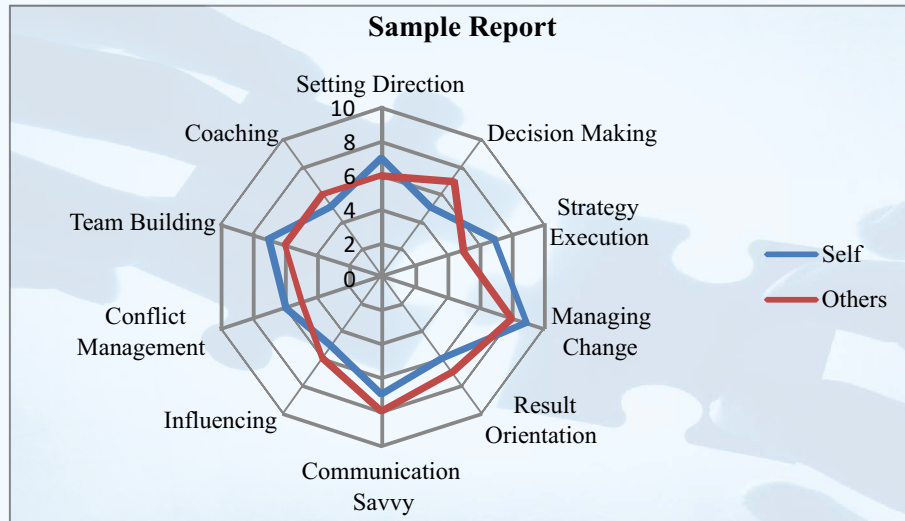 Sample Report
Setting Direction
10
8
6
4
2
0
Decision Making
Strategy
Execution
Managing
Change
Result
Orientation
Communication
Savvy
Influencing
Conflict
Management
Team Building
Coaching
Self
Others